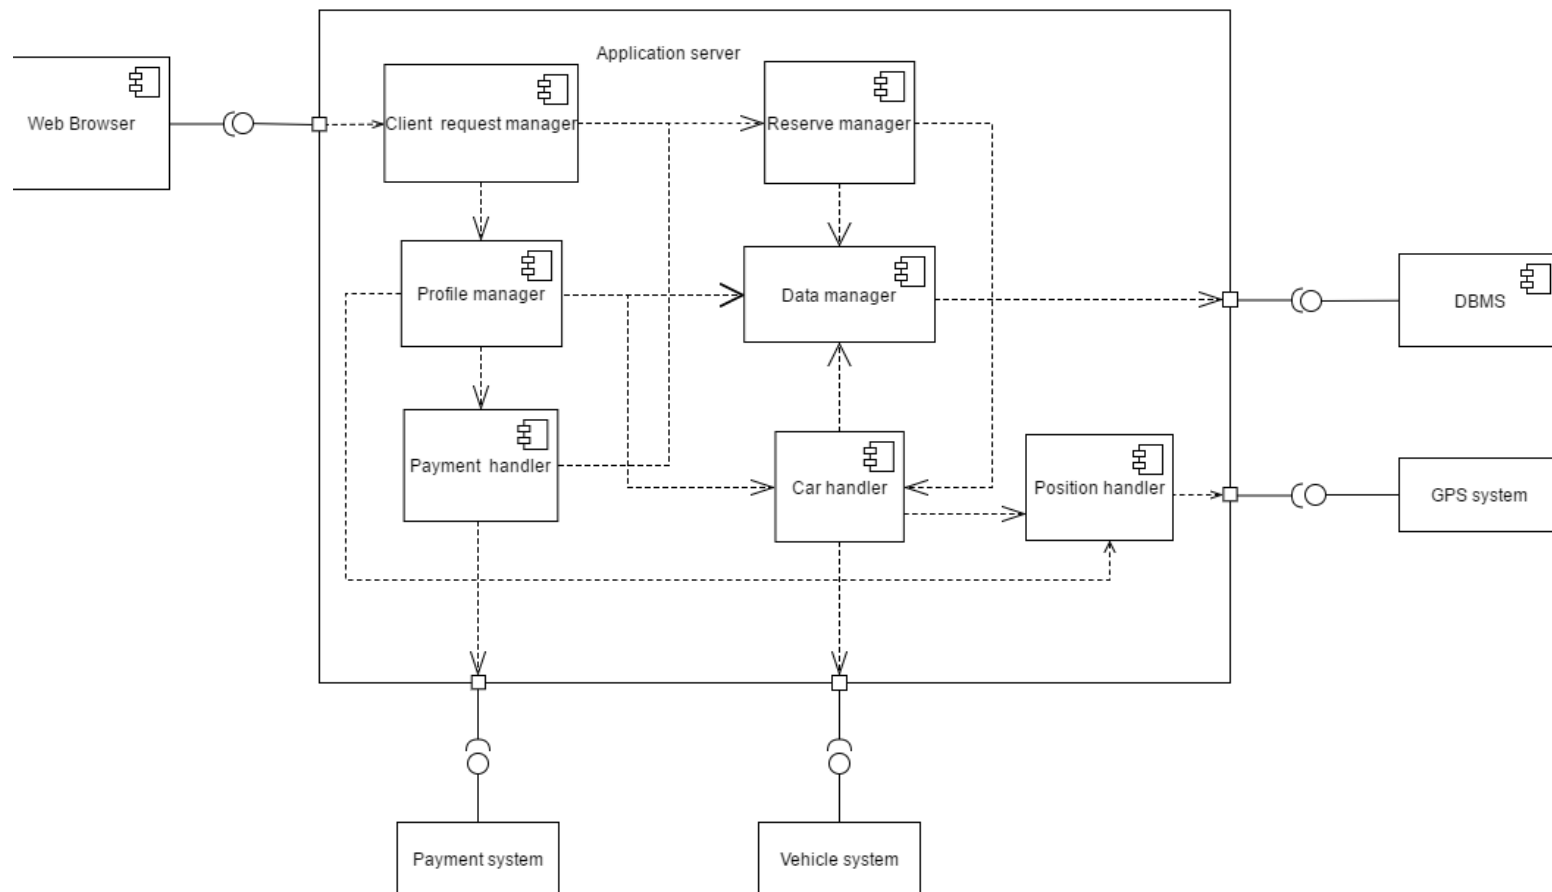 Application server
Web Browser
Client request manager
Reserve manager
Profile manager
Data manager
DBMS
Payment handler
Car handler
Position handler
GPS system
Payment system
Vehicle system